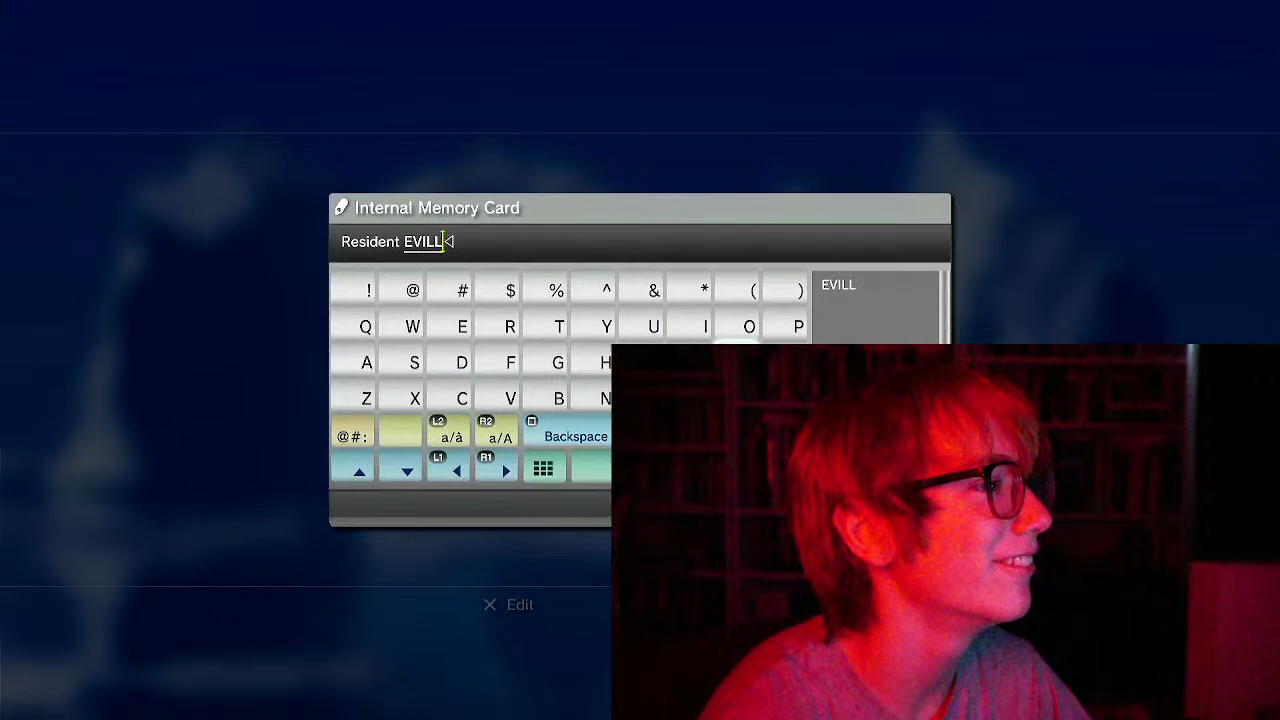 Internal Memory Card
Resident EVILL
! @ # $ % ^ & * ( )
EVILL
Q W E R T Y U I O P
A S D F G H
Z X C V B N
@#: L2 a/à R2 a/A Backspace
L1 R1
Edit